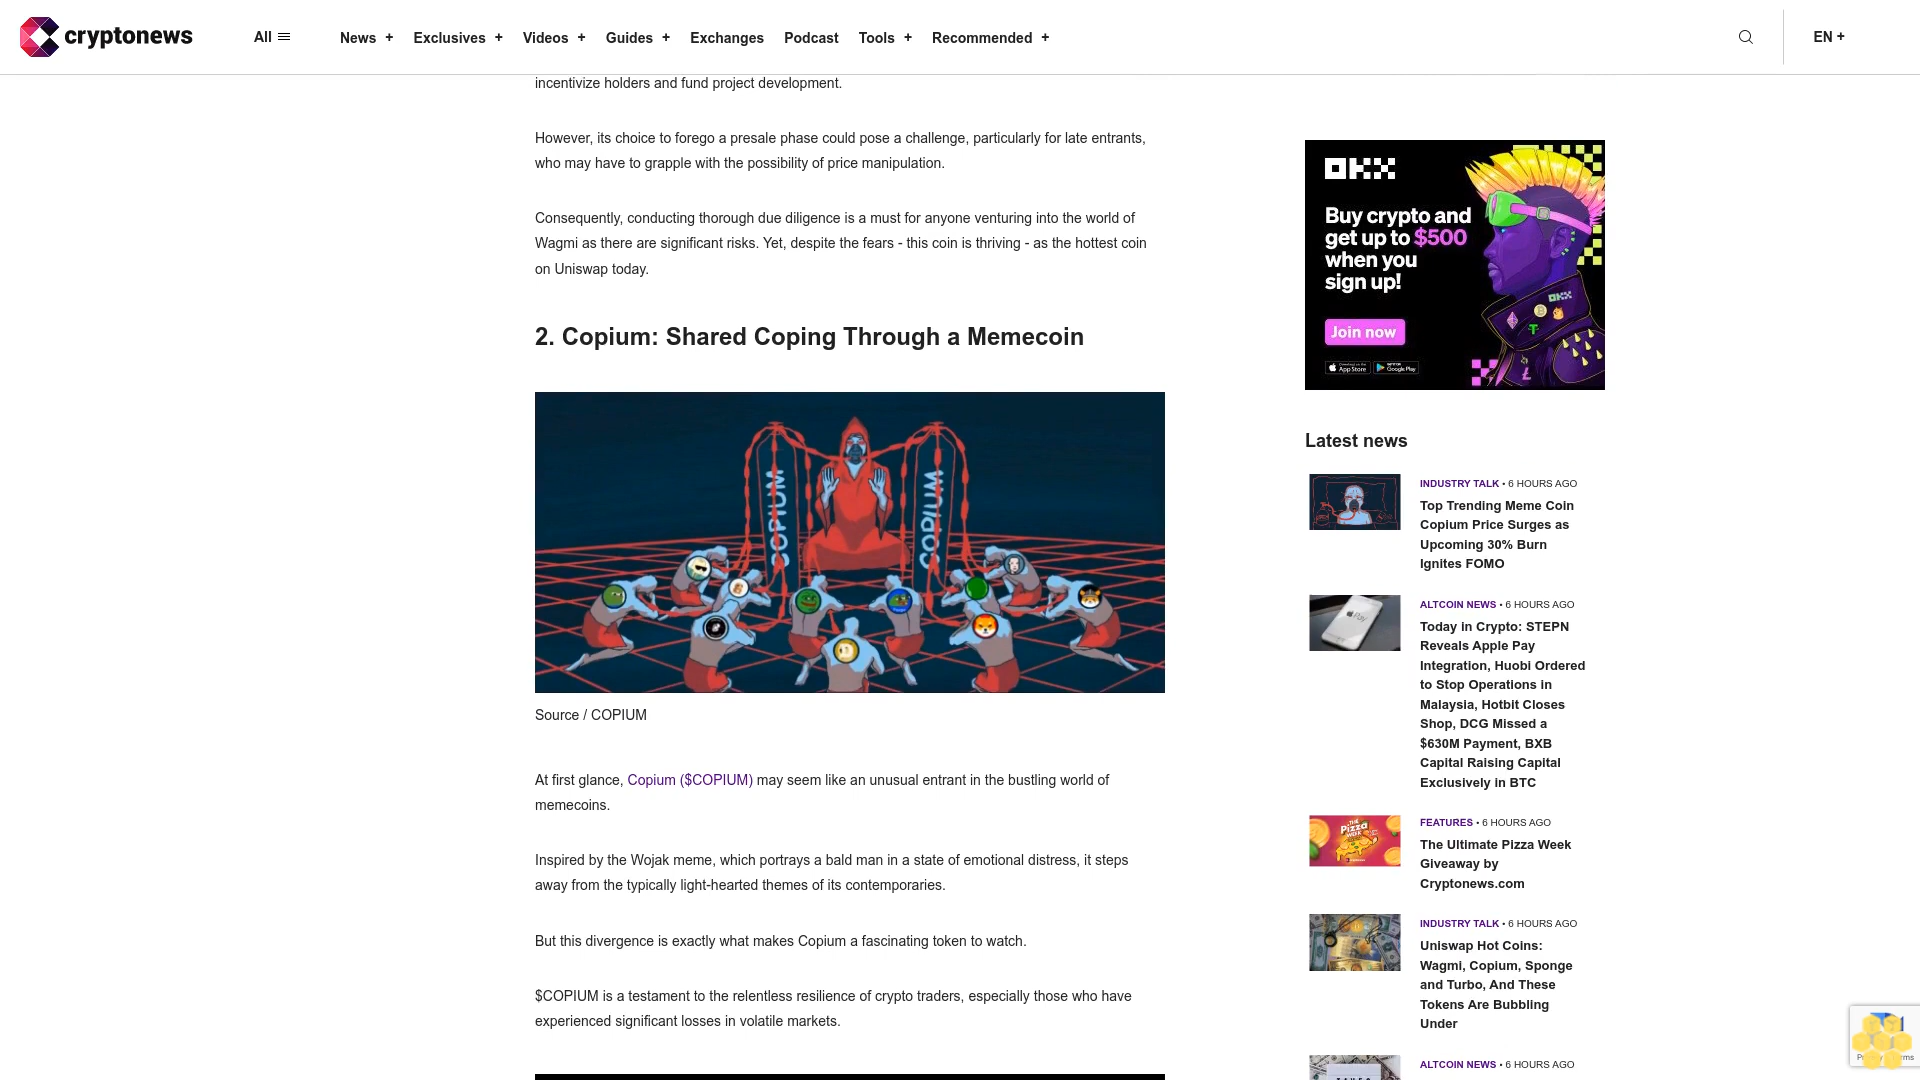 cryptonews
All
News +
Exclusives +
Videos +
Guides +
Exchanges
Podcast
Tools +
Recommended +
EN +
incentivize holders and fund project development.
However, its choice to forego a presale phase could pose a challenge, particularly for late entrants,
who may have to grapple with the possibility of price manipulation.
Consequently, conducting thorough due diligence is a must for anyone venturing into the world of
Wagmi as there are significant risks. Yet, despite the fears - this coin is thriving - as the hottest coin
on Uniswap today.
2. Copium: Shared Coping Through a Memecoin
COPIUM
COPIUM
Source / COPIUM
At first glance, Copium ($COPIUM) may seem like an unusual entrant in the bustling world of
memecoins.
Inspired by the Wojak meme, which portrays a bald man in a state of emotional distress, it steps
away from the typically light-hearted themes of its contemporaries.
But this divergence is exactly what makes Copium a fascinating token to watch.
$COPIUM is a testament to the relentless resilience of crypto traders, especially those who have
experienced significant losses in volatile markets.
OKX
Buy crypto and
get up to $500
when you
sign up!
Join now
App Store
Google Play
Latest news
INDUSTRY TALK • 6 HOURS AGO
Top Trending Meme Coin
Copium Price Surges as
Upcoming 30% Burn
Ignites FOMO
ALTCOIN NEWS • 6 HOURS AGO
Today in Crypto: STEPN
Reveals Apple Pay
Integration, Huobi Ordered
to Stop Operations in
Malaysia, Hotbit Closes
Shop, DCG Missed a
$630M Payment, BXB
Capital Raising Capital
Exclusively in BTC
FEATURES • 6 HOURS AGO
The Ultimate Pizza Week
Giveaway by
Cryptonews.com
INDUSTRY TALK • 6 HOURS AGO
Uniswap Hot Coins:
Wagmi, Copium, Sponge
and Turbo, And These
Tokens Are Bubbling
Under
ALTCOIN NEWS • 6 HOURS AGO